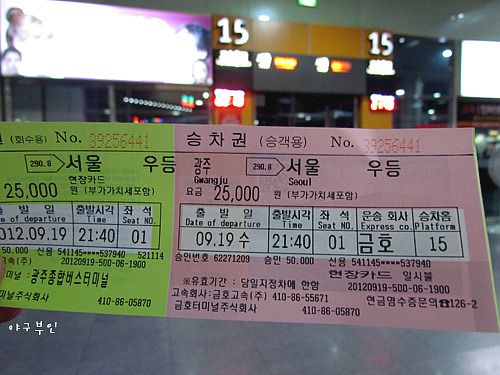 15
15
(회수용) No. 39256441
290.8 서울 우등
현장카드
25,000 원 (부가가치세포함)
출 발 일 출발시각 좌 석
Date of departure Time Seat NO.
2012.09.19 21:40 01
50.000 신용 541145****537940 521114
고속(주) 20120919-500-06-1900
미널 : 광주종합버스터미널
미널주식회사 410-86-05870
승 차 권 (승객용) No. 39256441
광주 290.8 서울 우등
Gwangju Seoul
요금 25,000 원 (부가가치세포함)
출 발 일 출발시각 좌 석 운송 회사 승차홈
Date of departure Time Seat NO. Express co. Platform
09.19 수 21:40 01 금호 15
승인번호 62271209 승인 50.000 신용 541145****537940
현장카드 일시불
*유효기간 : 당일지정차에 한함 20120919-500-06-1900
고속회사:금호고속(주) 410-86-55671
금호터미널주식회사 410-86-05870 현금영수증문의☎126-2
야구부인